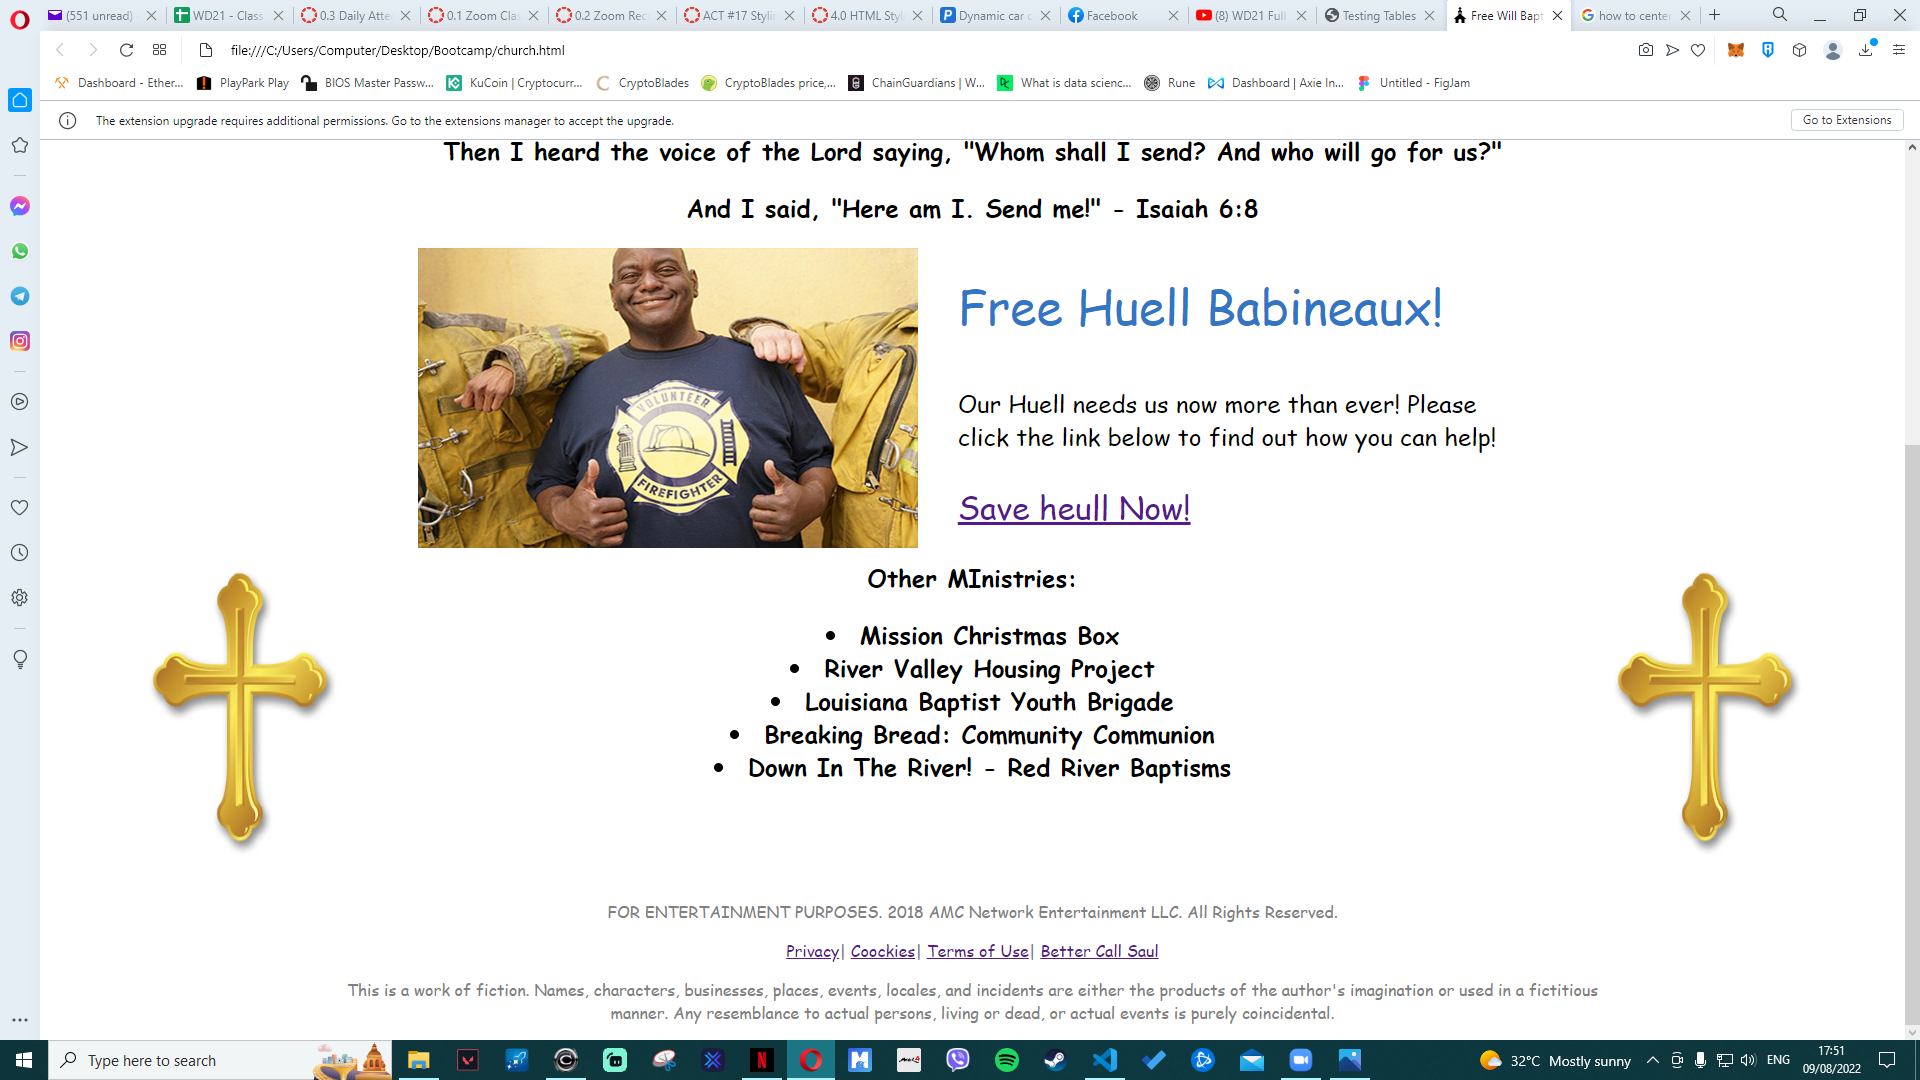 (551 unread)
WD21 - Class
0.3 Daily Atte
0.1 Zoom Cla
0.2 Zoom Rec
ACT #17 Stylin
4.0 HTML Styl
Dynamic car c
Facebook
(8) WD21 Full
Testing Tables
Free Will Bapt
how to center
file:///C:/Users/Computer/Desktop/Bootcamp/church.html
Dashboard - Ether...
PlayPark Play
BIOS Master Passw...
KuCoin | Cryptocurr...
CryptoBlades
CryptoBlades price,...
ChainGuardians | W...
What is data scienc...
Rune
Dashboard | Axie In...
Untitled - FigJam
The extension upgrade requires additional permissions. Go to the extensions manager to accept the upgrade.
Go to Extensions
Then I heard the voice of the Lord saying, "Whom shall I send? And who will go for us?"
And I said, "Here am I. Send me!" - Isaiah 6:8
VOLUNTEER
FIREFIGHTER
Free Huell Babineaux!
Our Huell needs us now more than ever! Please
click the link below to find out how you can help!
Save heull Now!
Other MInistries:
• Mission Christmas Box
• River Valley Housing Project
• Louisiana Baptist Youth Brigade
• Breaking Bread: Community Communion
• Down In The River! - Red River Baptisms
FOR ENTERTAINMENT PURPOSES. 2018 AMC Network Entertainment LLC. All Rights Reserved.
Privacy| Coockies| Terms of Use| Better Call Saul
This is a work of fiction. Names, characters, businesses, places, events, locales, and incidents are either the products of the author's imagination or used in a fictitious
manner. Any resemblance to actual persons, living or dead, or actual events is purely coincidental.
Type here to search
32°C Mostly sunny
ENG
17:51
09/08/2022